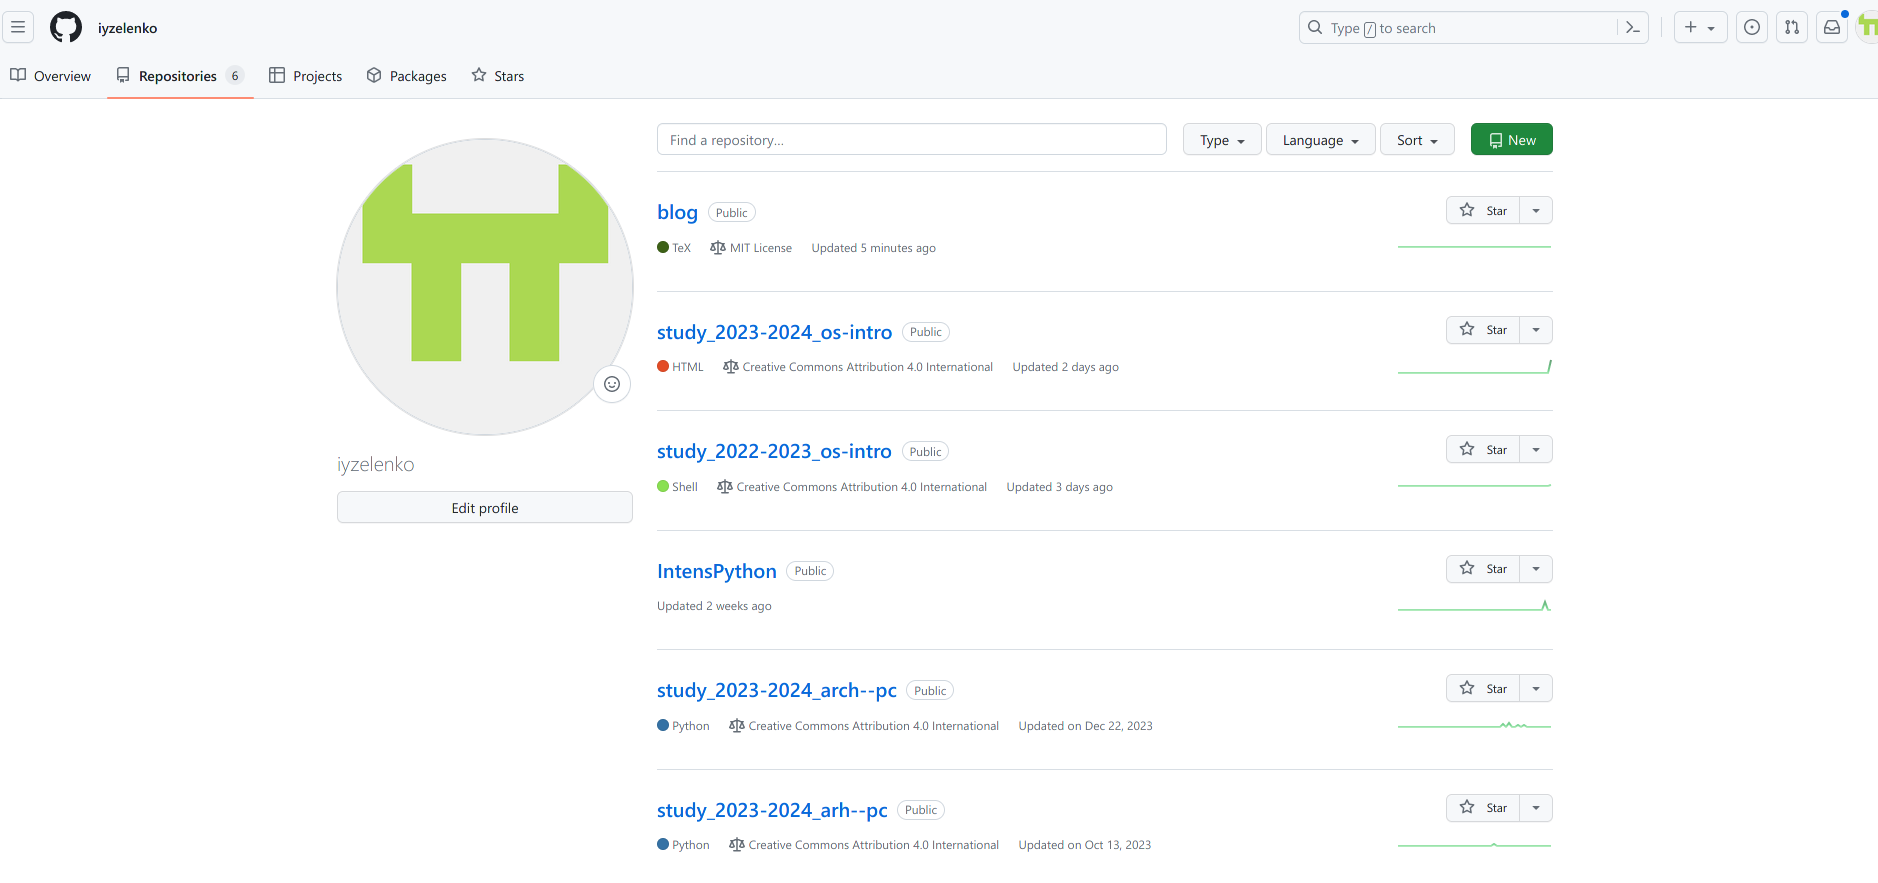 iyzelenko
Type / to search
Overview Repositories 6 Projects Packages Stars
Find a repository... Type Language Sort New
blog Public Star
TeX MIT License Updated 5 minutes ago
study_2023-2024_os-intro Public Star
HTML Creative Commons Attribution 4.0 International Updated 2 days ago
study_2022-2023_os-intro Public Star
Shell Creative Commons Attribution 4.0 International Updated 3 days ago
iyzelenko
Edit profile
IntensPython Public Star
Updated 2 weeks ago
study_2023-2024_arch--pc Public Star
Python Creative Commons Attribution 4.0 International Updated on Dec 22, 2023
study_2023-2024_arh--pc Public Star
Python Creative Commons Attribution 4.0 International Updated on Oct 13, 2023